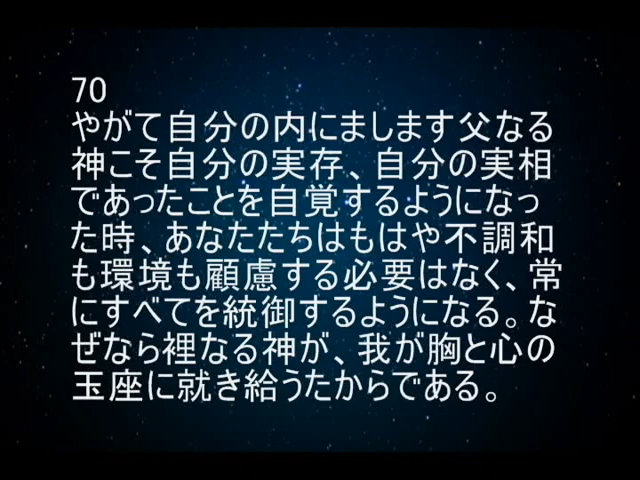 70
やがて自分の内にまします父なる
神こそ自分の実存、自分の実相
であったことを自覚するようになっ
た時、あなたたちはもはや不調和
も環境も顧慮する必要はなく、常
にすべてを統御するようになる。な
ぜなら裡なる神が、我が胸と心の
玉座に就き給うたからである。